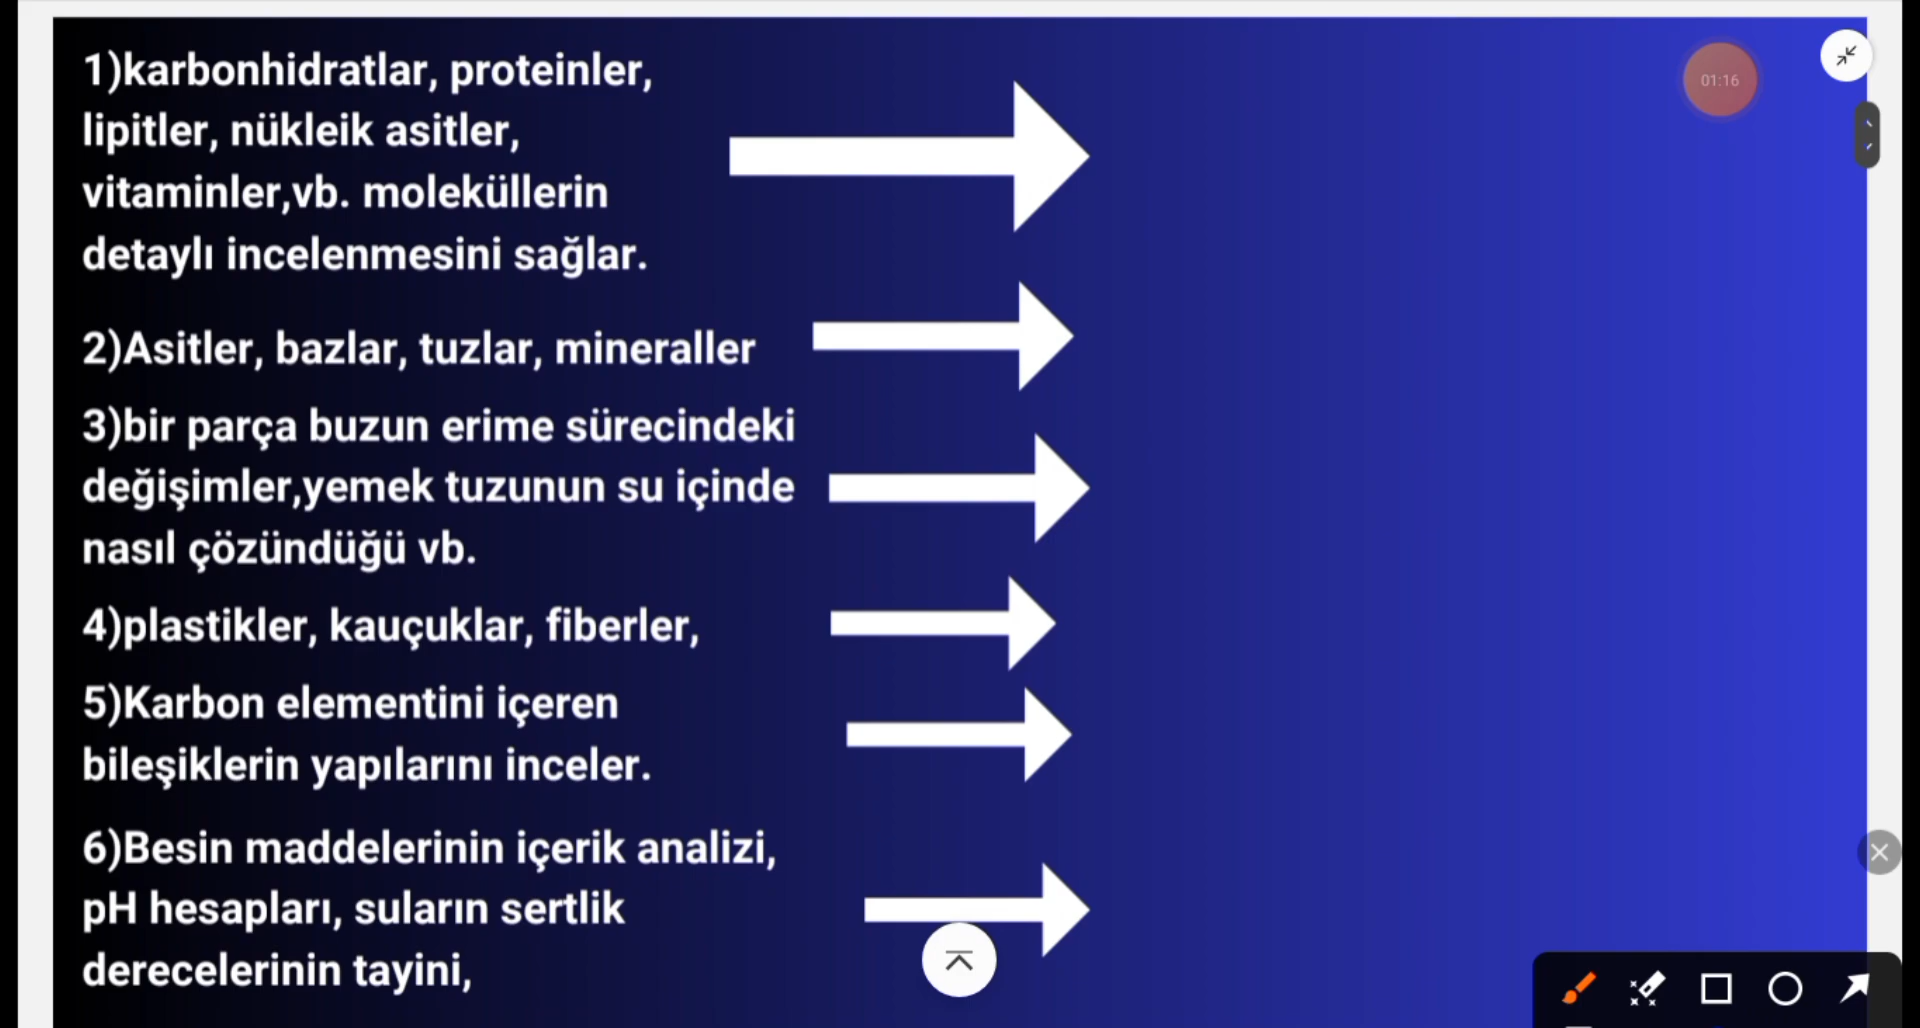 1)karbonhidratlar, proteinler,
lipitler, nükleik asitler,
vitaminler,vb. moleküllerin
detaylı incelenmesini sağlar.
2)Asitler, bazlar, tuzlar, mineraller
3)bir parça buzun erime sürecindeki
değişimler,yemek tuzunun su içinde
nasıl çözündüğü vb.
4)plastikler, kauçuklar, fiberler,
5)Karbon elementini içeren
bileşiklerin yapılarını inceler.
6)Besin maddelerinin içerik analizi,
pH hesapları, suların sertlik
derecelerinin tayini,
01:16